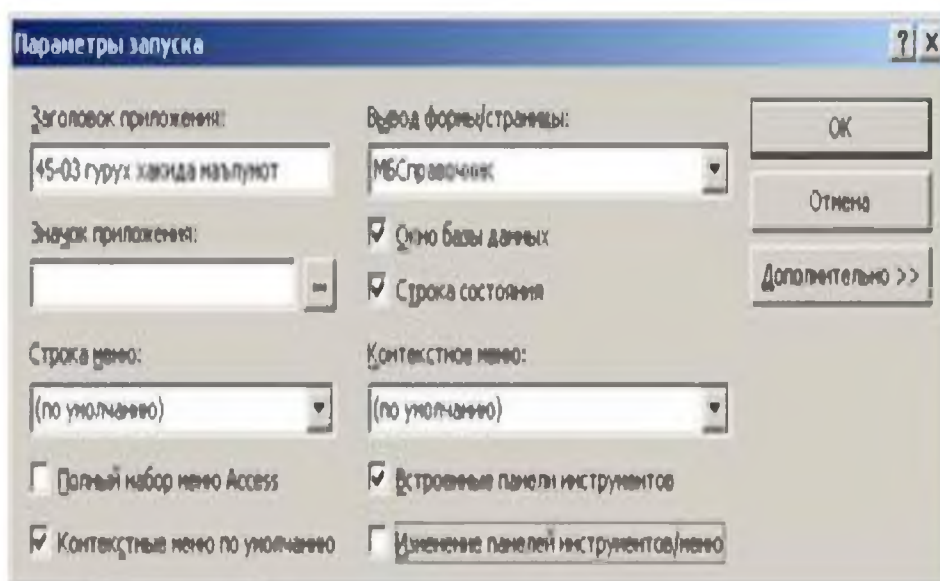 Параметры запуска
Заголовок приложения:
45-03 гурух хакида маълумот
Значок приложения:
Строка меню:
(по умолчанию)
Полный набор меню Access
Контекстные меню по умолчанию
Вывод формы/страницы:
МБСправочник
Окно базы данных
Строка состояния
Контекстное меню:
(по умолчанию)
Встроенные панели инструментов
Изменение панелей инструментов/меню
OK
Отмена
Дополнительно >>